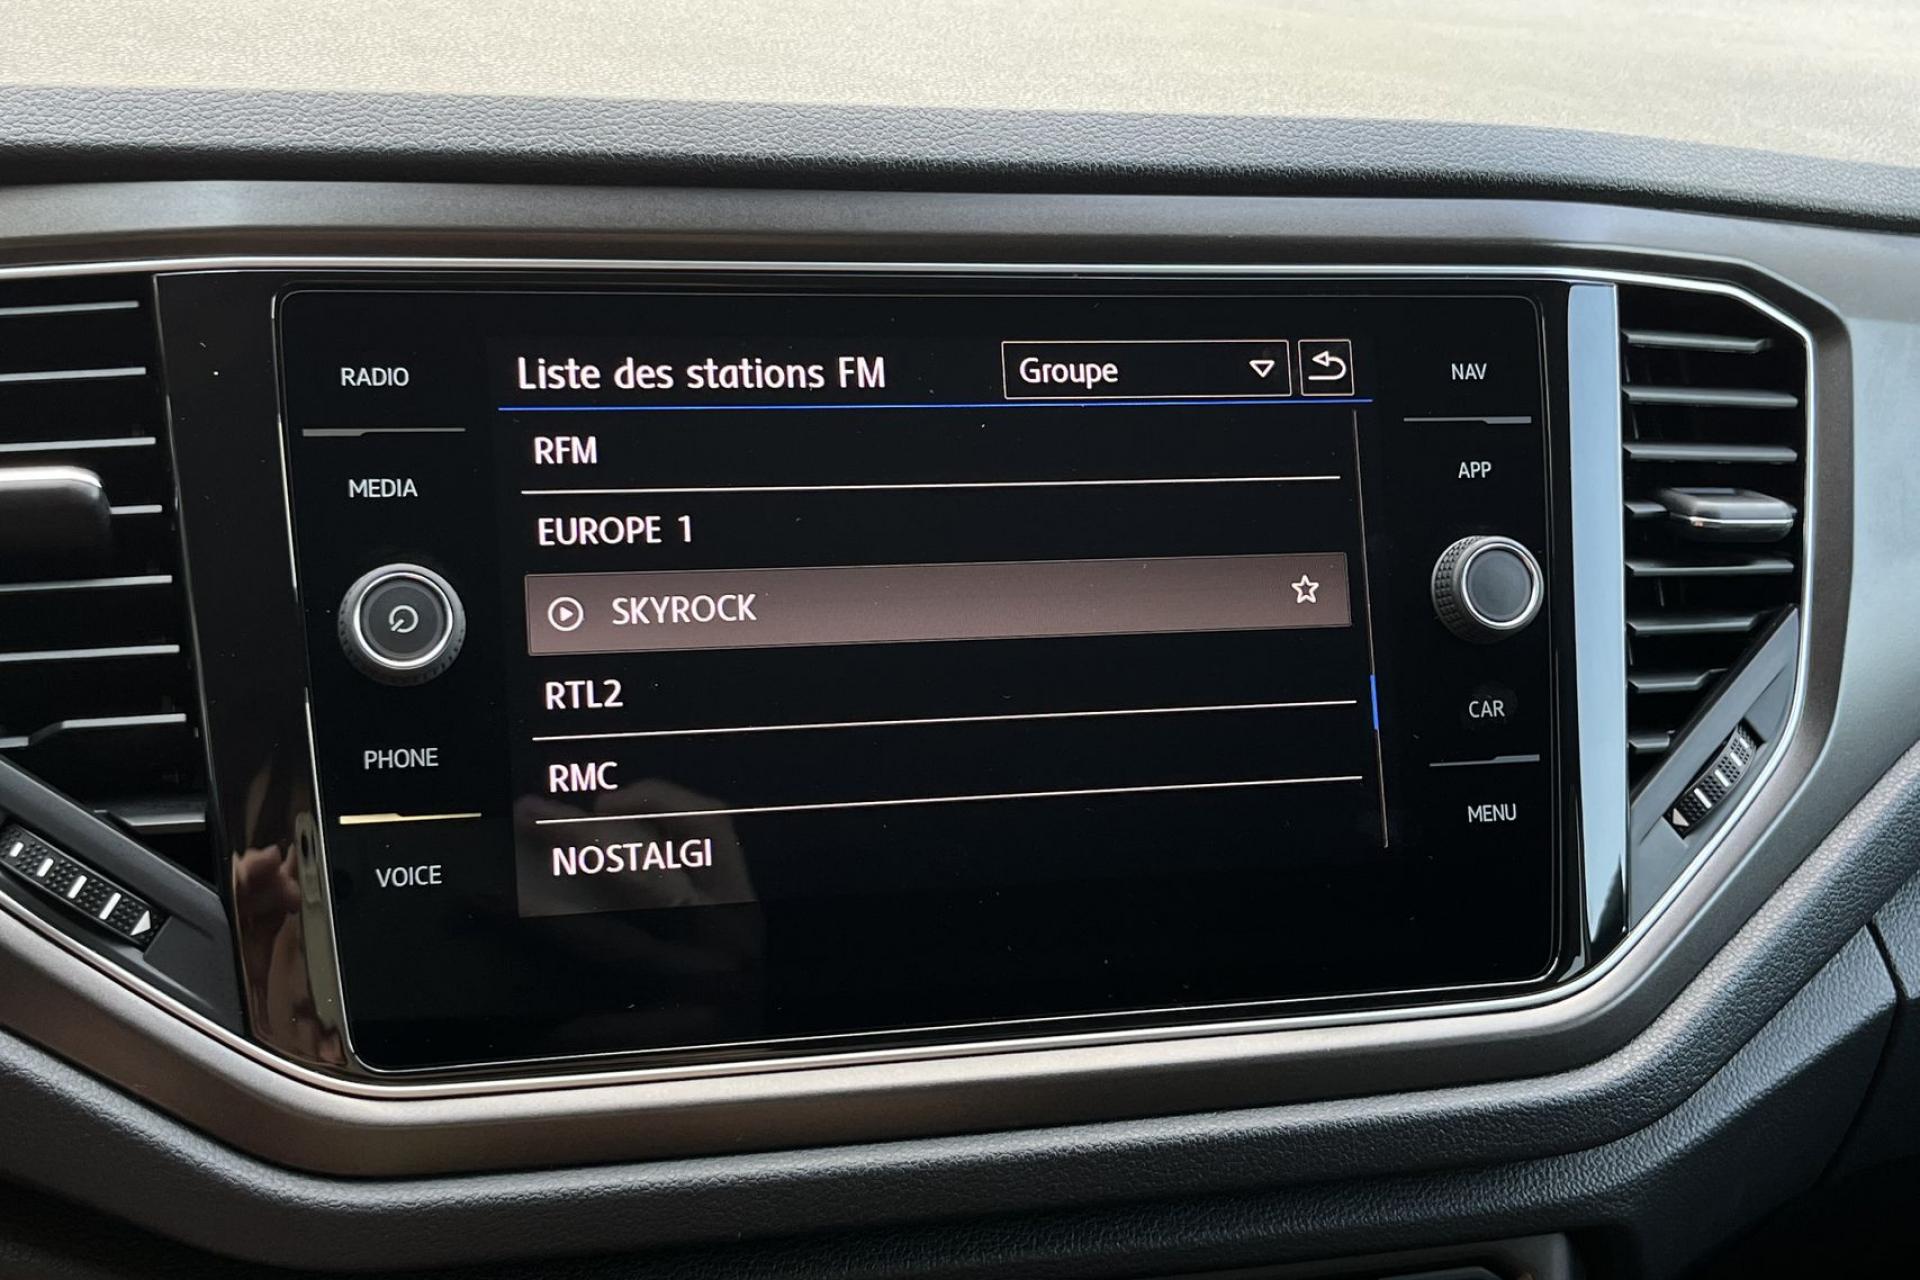 RADIO
MEDIA
PHONE
VOICE
Liste des stations FM
Groupe
RFM
EUROPE 1
SKYROCK
RTL2
RMC
NOSTALGI
NAV
APP
CAR
MENU